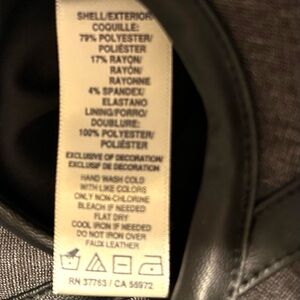 SHELL/EXTERIOR/
COQUILLE:
79% POLYESTER/
POLIÉSTER
17% RAYON/
RAYÓN/
RAYONNE
4% SPANDEX/
ELASTANO
LINING/FORRO/
DOUBLURE:
100% POLYESTER/
POLIÉSTER
EXCLUSIVE OF DECORATION/
EXCLUSIF DE DECORATION
HAND WASH COLD
WITH LIKE COLORS
ONLY NON-CHLORINE
BLEACH IF NEEDED
FLAT DRY
COOL IRON IF NEEDED
DO NOT IRON OVER
FAUX LEATHER
RN 37763 / CA 56972